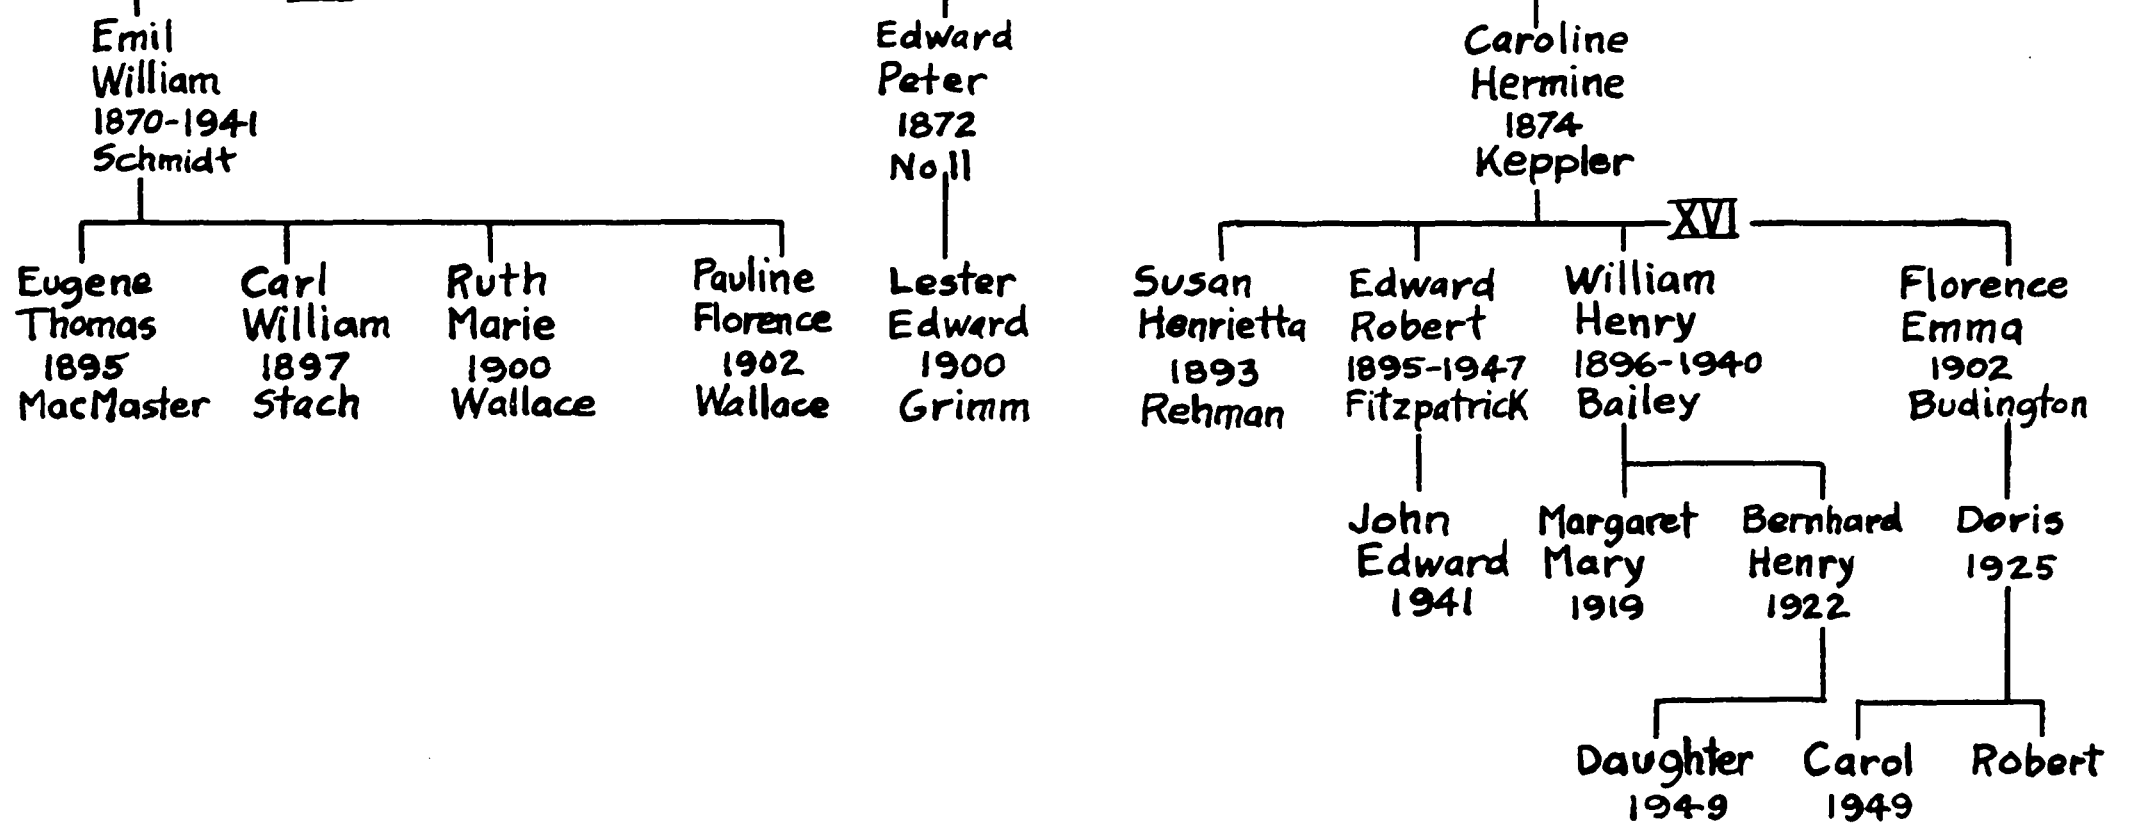 Emil
William
1870-1941
Schmidt
Edward
Peter
1872
Noll
Caroline
Hermine
1874
Keppler
XVI
Eugene
Thomas
1895
MacMaster
Carl
William
1897
Stach
Ruth
Marie
1900
Wallace
Pauline
Florence
1902
Wallace
Lester
Edward
1900
Grimm
Susan
Henrietta
1893
Rehman
Edward
Robert
1895-1947
Fitzpatrick
William
Henry
1896-1940
Bailey
Florence
Emma
1902
Budington
John
Edward
1941
Margaret
Mary
1919
Bernhard
Henry
1922
Doris
1925
Daughter
1949
Carol
1949
Robert